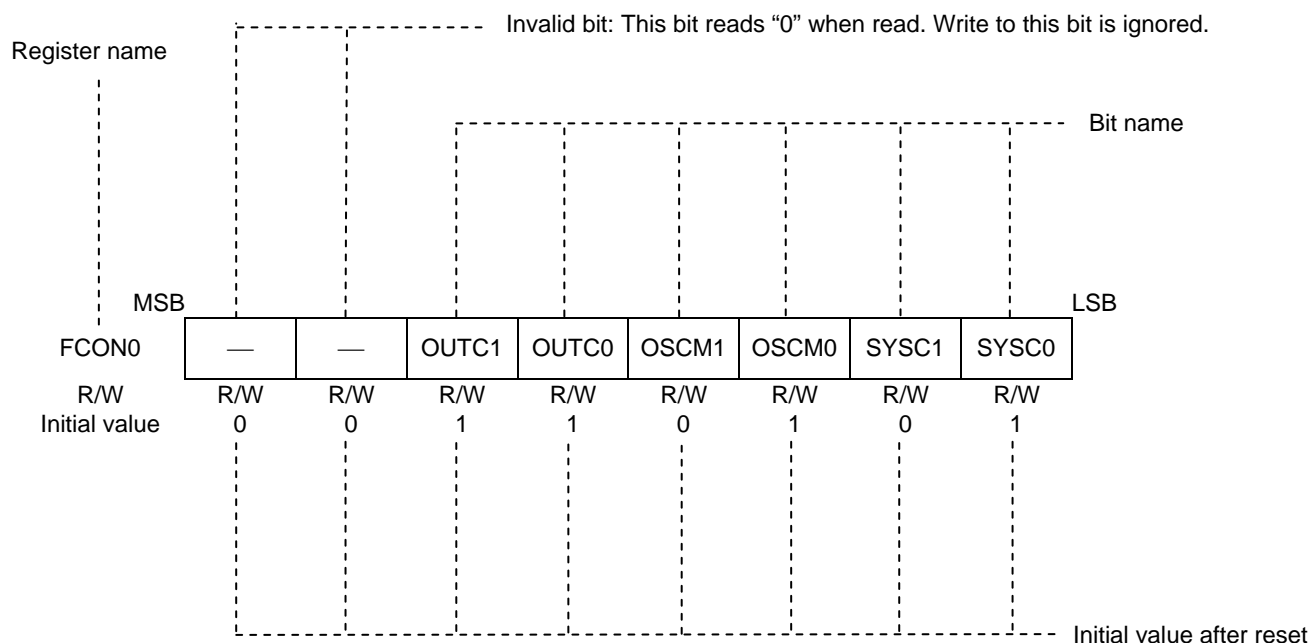 Invalid bit: This bit reads “0” when read. Write to this bit is ignored.
Register name
Bit name
MSB LSB
FCON0 — — OUTC1 OUTC0 OSCM1 OSCM0 SYSC1 SYSC0
R/W R/W R/W R/W R/W R/W R/W R/W R/W
Initial value 0 0 1 1 0 1 0 1
Initial value after reset